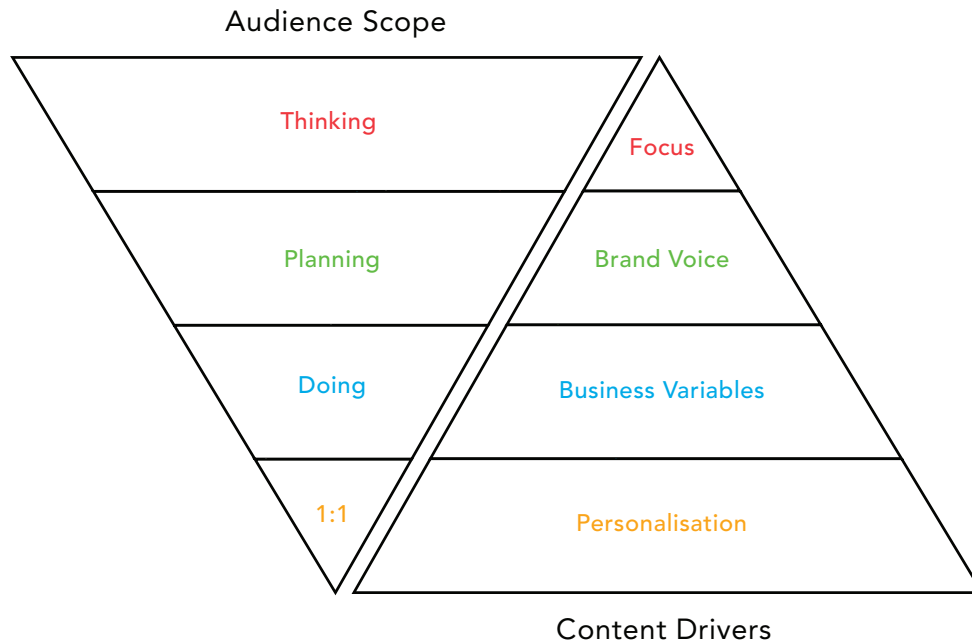 Audience Scope
Thinking
Focus
Planning
Brand Voice
Doing
Business Variables
1:1
Personalisation
Content Drivers